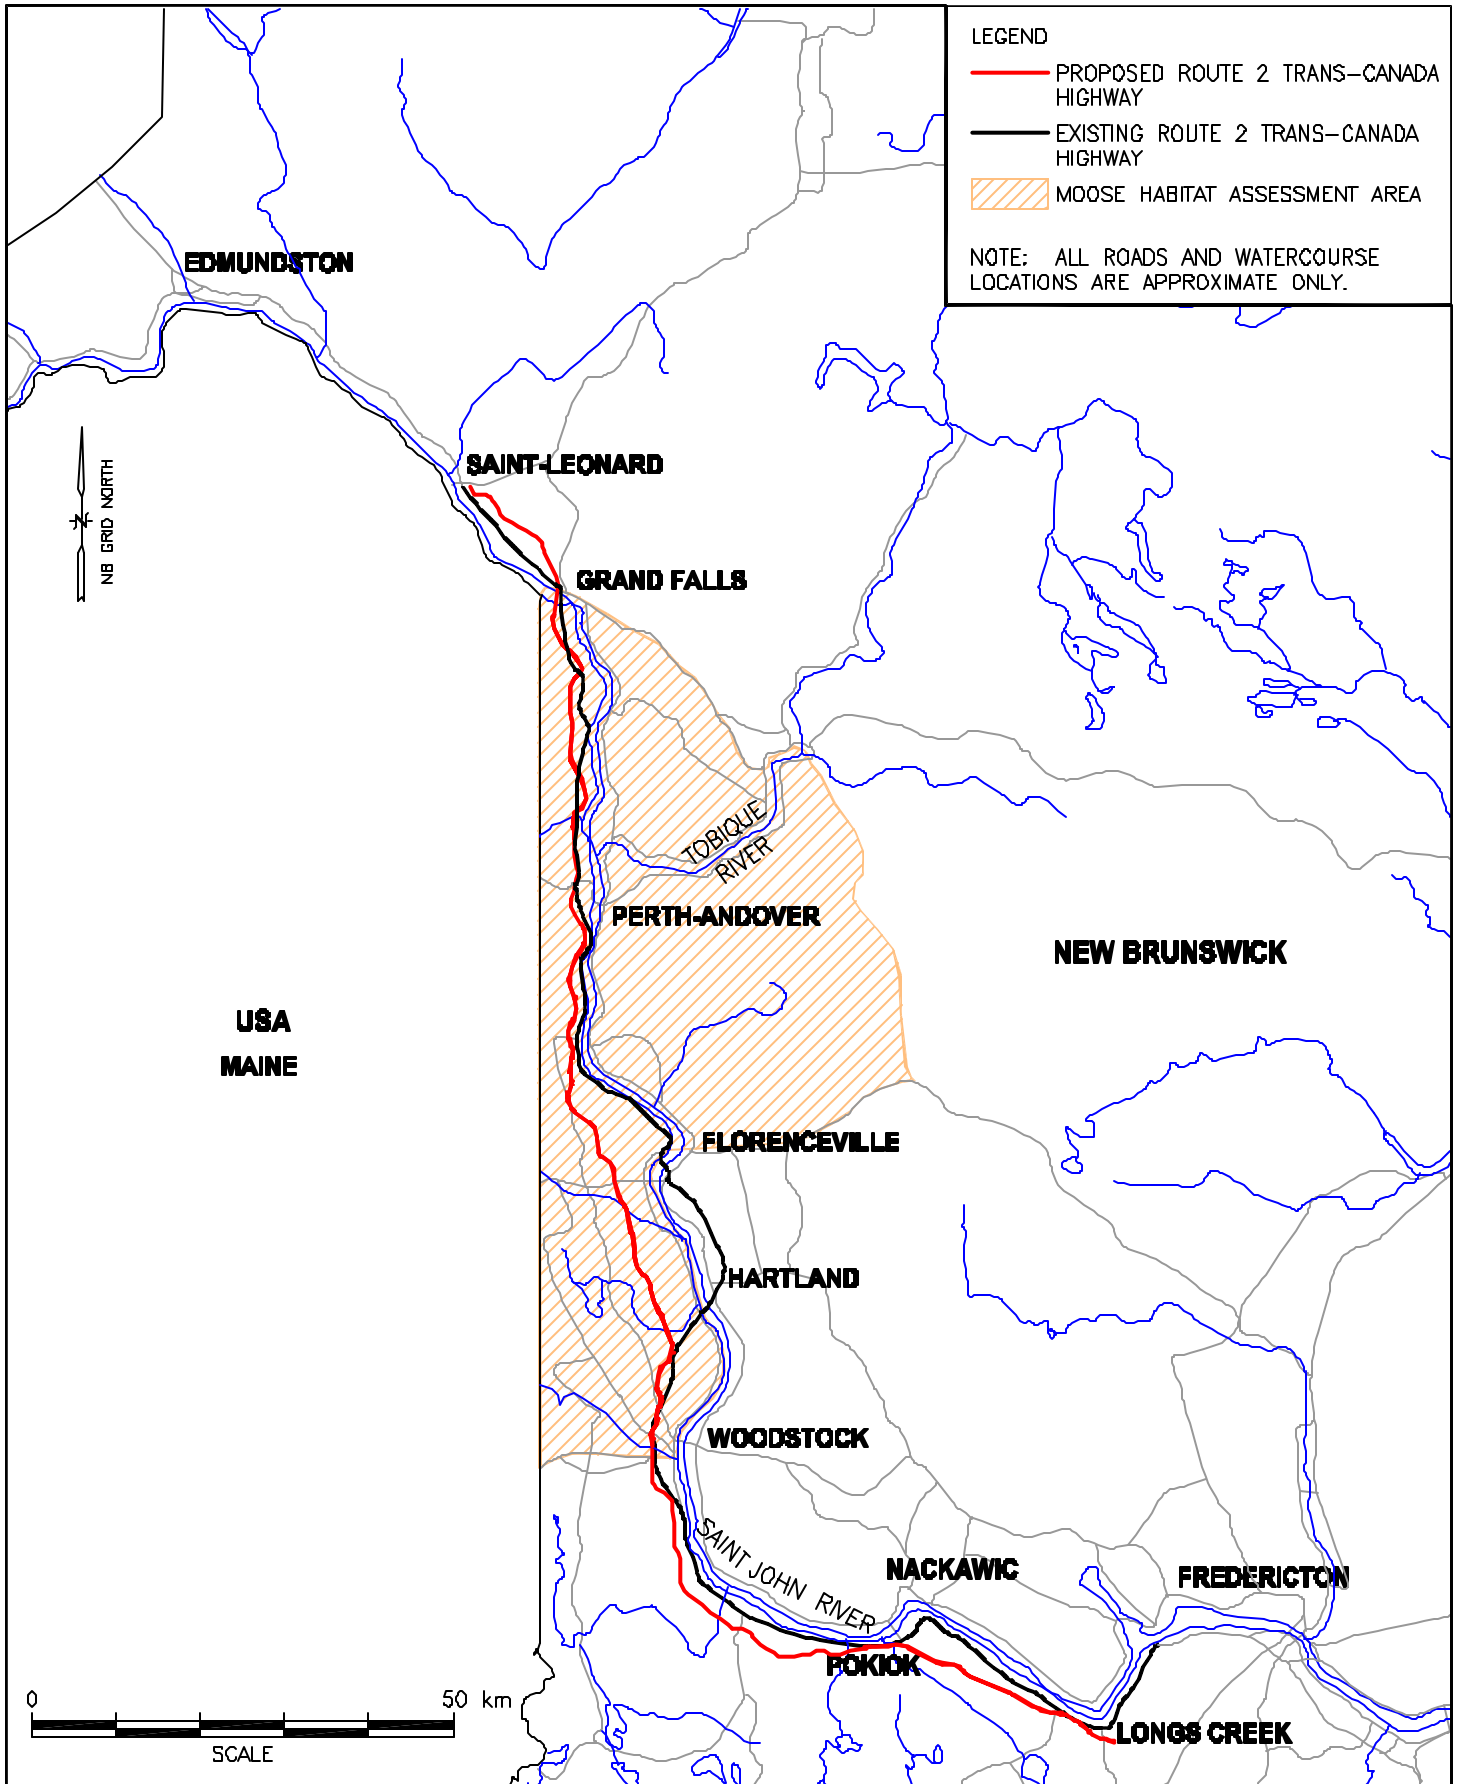 LEGEND
PROPOSED ROUTE 2 TRANS-CANADA
HIGHWAY
EXISTING ROUTE 2 TRANS-CANADA
HIGHWAY
MOOSE HABITAT ASSESSMENT AREA
NOTE: ALL ROADS AND WATERCOURSE
LOCATIONS ARE APPROXIMATE ONLY.
EDMUNDSTON
SAINT-LEONARD
N
NB GRID NORTH
GRAND FALLS
TOBIQUE
RIVER
PERTH-ANDOVER
NEW BRUNSWICK
USA
MAINE
FLORENCEVILLE
HARTLAND
WOODSTOCK
SAINT JOHN RIVER
NACKAWIC
FREDERICTON
POKIOK
LONGS CREEK
0 50 km
SCALE